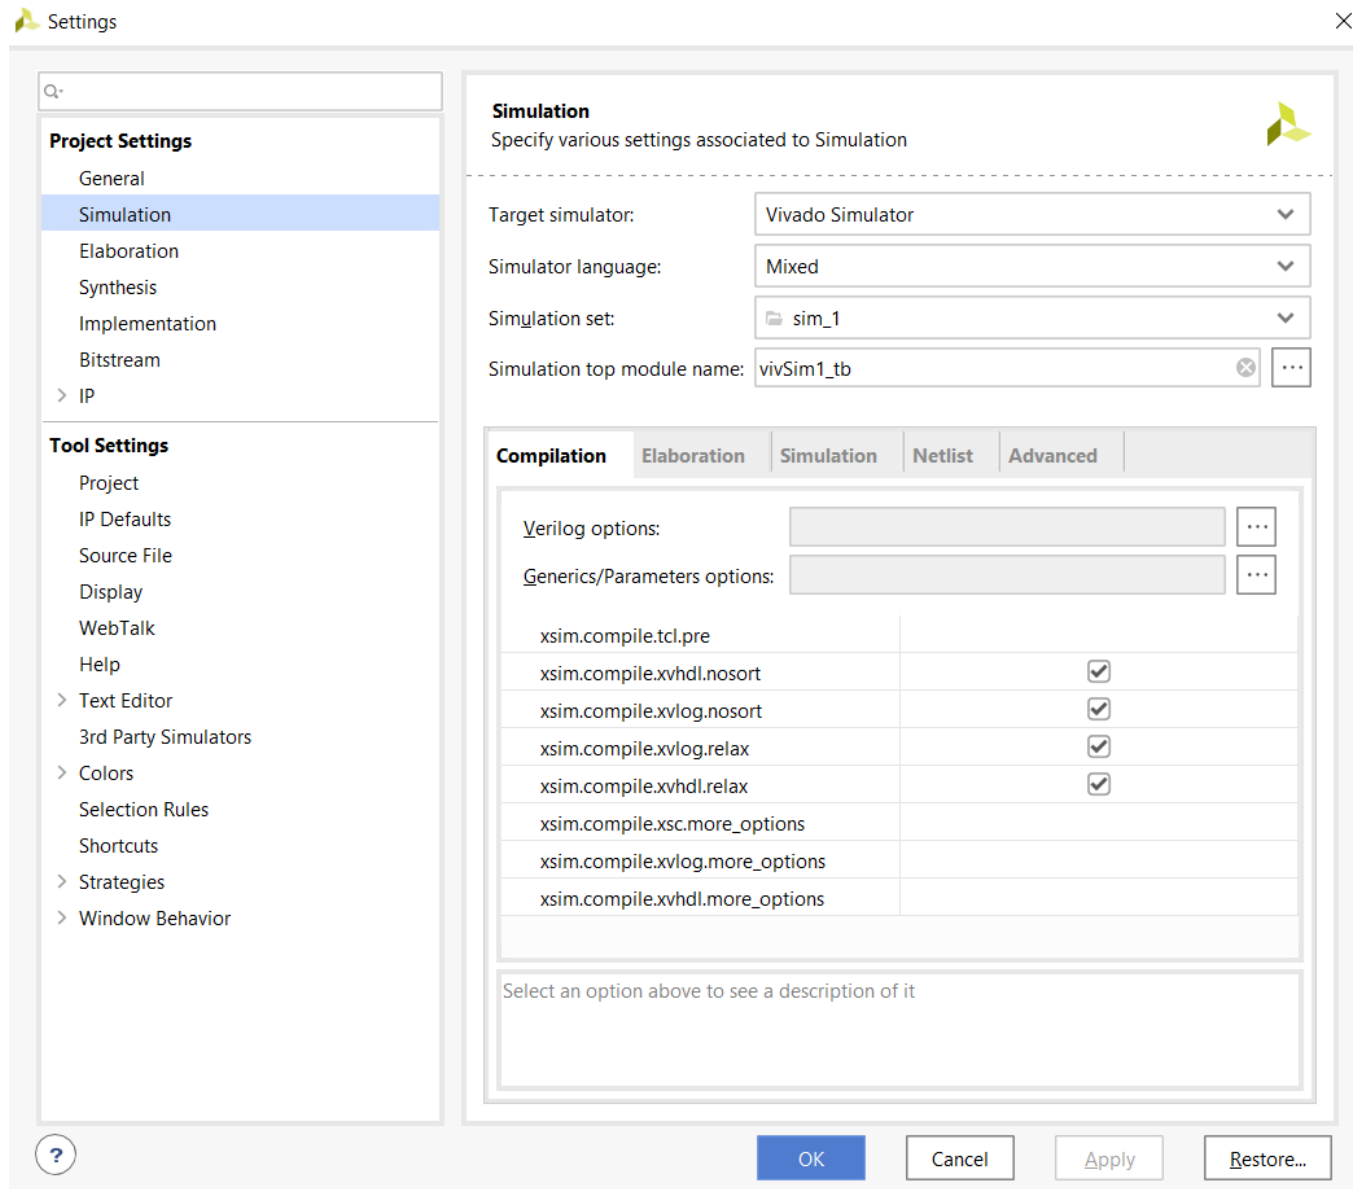 Settings
Project Settings
General
Simulation
Elaboration
Synthesis
Implementation
Bitstream
IP
Tool Settings
Project
IP Defaults
Source File
Display
WebTalk
Help
Text Editor
3rd Party Simulators
Colors
Selection Rules
Shortcuts
Strategies
Window Behavior
Simulation
Specify various settings associated to Simulation
Target simulator: Vivado Simulator
Simulator language: Mixed
Simulation set: sim_1
Simulation top module name: vivSim1_tb ...
Compilation Elaboration Simulation Netlist Advanced
Verilog options: ...
Generics/Parameters options: ...
xsim.compile.tcl.pre
xsim.compile.xvhdl.nosort
xsim.compile.xvlog.nosort
xsim.compile.xvlog.relax
xsim.compile.xvhdl.relax
xsim.compile.xsc.more_options
xsim.compile.xvlog.more_options
xsim.compile.xvhdl.more_options
Select an option above to see a description of it
? OK Cancel Apply Restore...